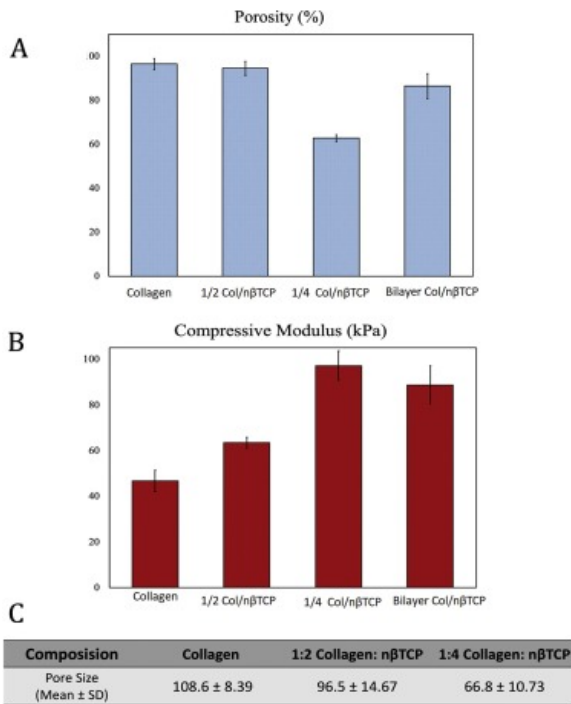 Porosity (%)
A
.00
80
60
40
20
0
Collagen
1/2 Col/nβTCP
1/4 Col/nβTCP
Bilayer Col/nβTCP
B
Compressive Modulus (kPa)
100
80
60
40
20
0
Collagen
1/2 Col/nβTCP
1/4 Col/nβTCP
Bilayer Col/nβTCP
C
Composision Collagen 1:2 Collagen: nβTCP 1:4 Collagen: nβTCP
Pore Size
(Mean ± SD) 108.6 ± 8.39 96.5 ± 14.67 66.8 ± 10.73